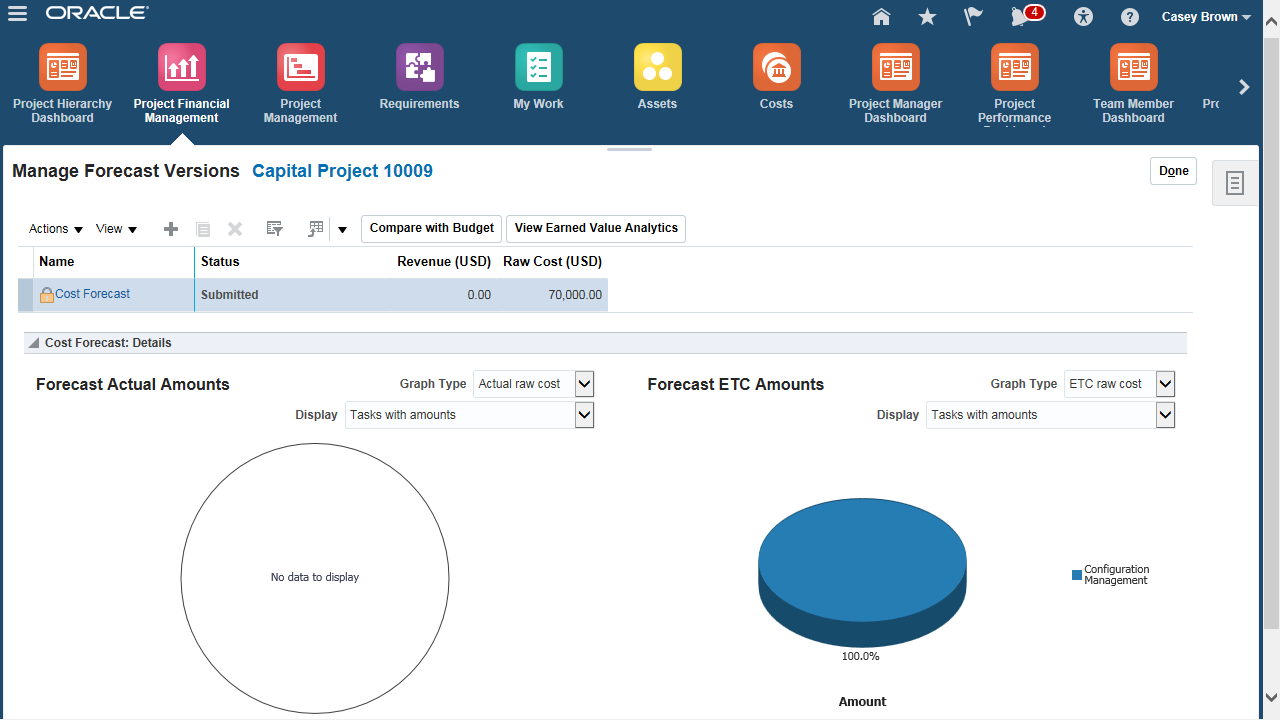 ORACLE
4
Casey Brown
Project Hierarchy
Dashboard
Project Financial
Management
Project
Management
Requirements
My Work
Assets
Costs
Project Manager
Dashboard
Project
Performance
Team Member
Dashboard
Manage Forecast Versions Capital Project 10009
Done
Actions View
Compare with Budget
View Earned Value Analytics
Name Status Revenue (USD) Raw Cost (USD)
Cost Forecast Submitted 0.00 70,000.00
Cost Forecast: Details
Forecast Actual Amounts
Graph Type Actual raw cost
Display Tasks with amounts
No data to display
Forecast ETC Amounts
Graph Type ETC raw cost
Display Tasks with amounts
Configuration
Management
100.0%
Amount